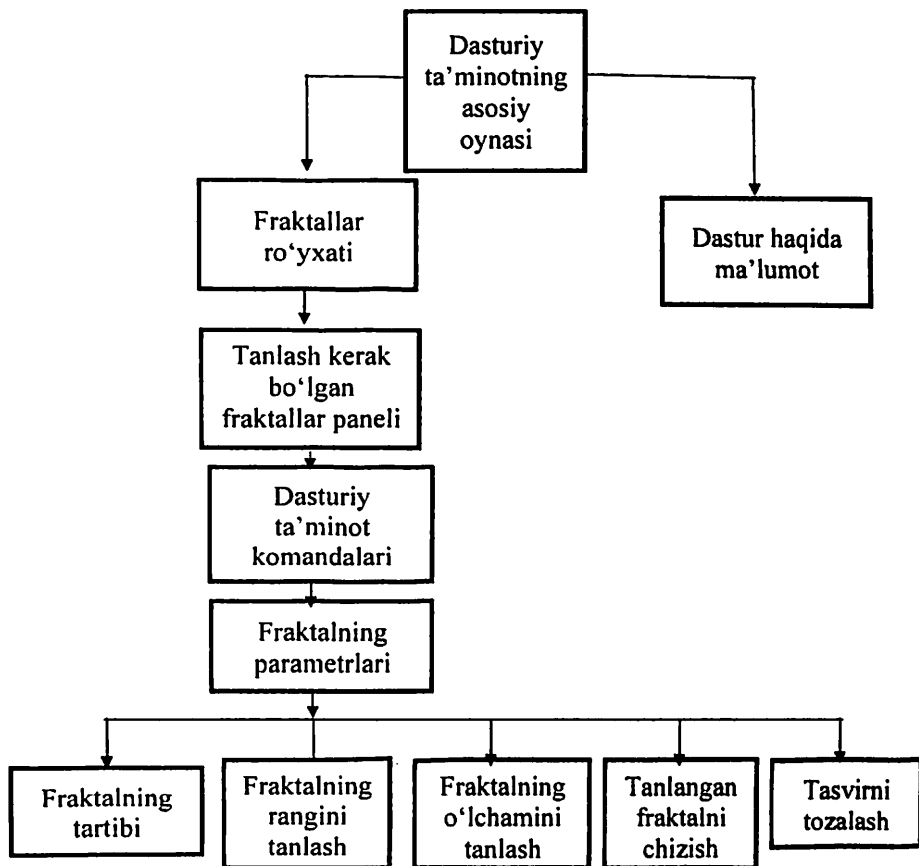 Dasturiy
ta’minotning
asosiy
oynasi
Fraktallar
ro‘yxati
Dastur haqida
ma’lumot
Tanlash kerak
bo‘lgan
fraktallar paneli
Dasturiy
ta’minot
komandalari
Fraktalning
parametrlari
Fraktalning
tartibi
Fraktalning
rangini
tanlash
Fraktalning
o‘lchamini
tanlash
Tanlangan
fraktalni
chizish
Tasvirni
tozalash